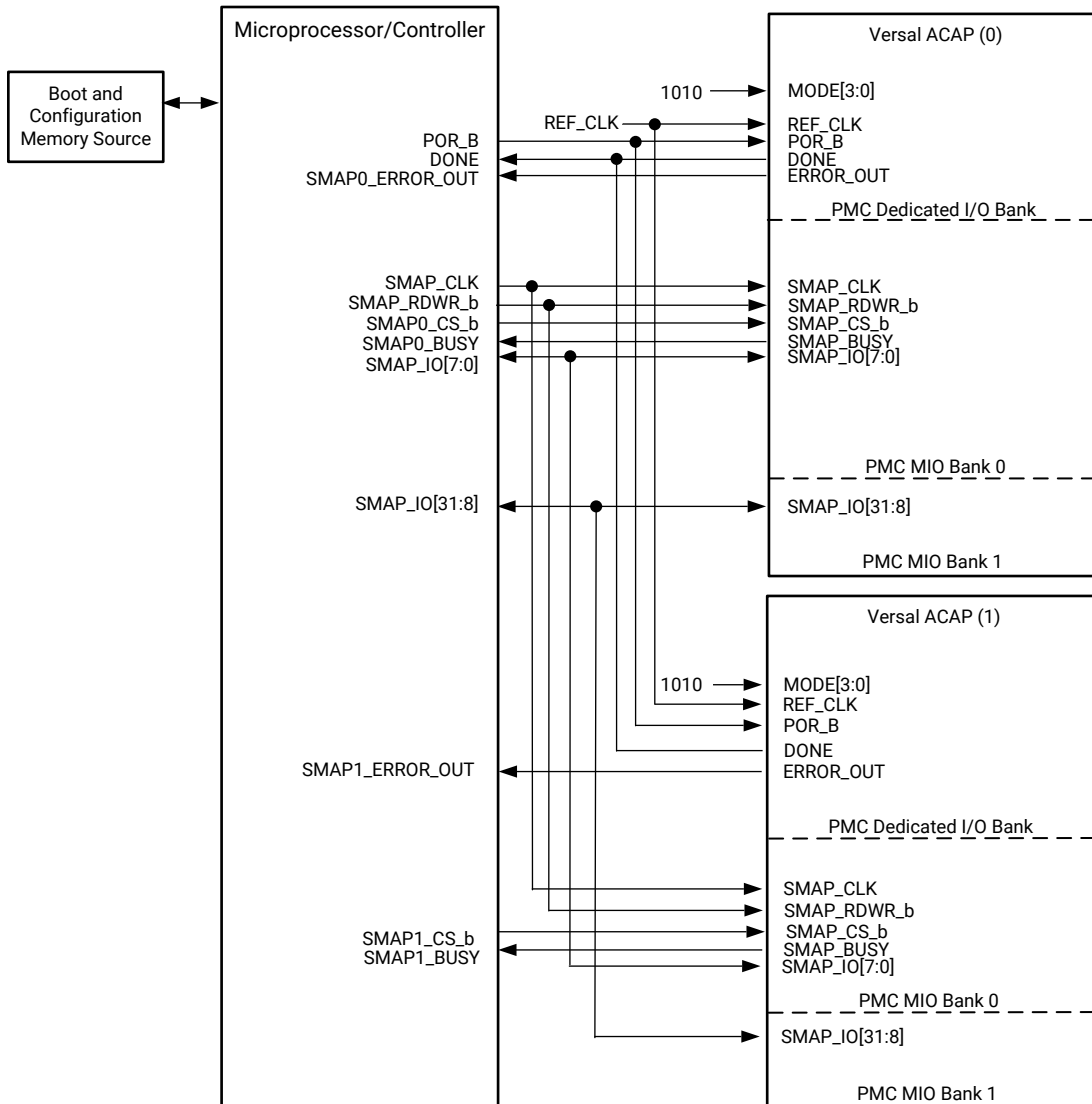 Microprocessor/Controller
Boot and
Configuration
Memory Source
POR_B
DONE
SMAP0_ERROR_OUT
SMAP_CLK
SMAP_RDWR_b
SMAP0_CS_b
SMAP0_BUSY
SMAP_IO[7:0]
SMAP_IO[31:8]
SMAP1_ERROR_OUT
SMAP1_CS_b
SMAP1_BUSY
1010
REF_CLK
Versal ACAP (0)
MODE[3:0]
REF_CLK
POR_B
DONE
ERROR_OUT
PMC Dedicated I/O Bank
SMAP_CLK
SMAP_RDWR_b
SMAP_CS_b
SMAP_BUSY
SMAP_IO[7:0]
PMC MIO Bank 0
SMAP_IO[31:8]
PMC MIO Bank 1
Versal ACAP (1)
1010
MODE[3:0]
REF_CLK
POR_B
DONE
ERROR_OUT
PMC Dedicated I/O Bank
SMAP_CLK
SMAP_RDWR_b
SMAP_CS_b
SMAP_BUSY
SMAP_IO[7:0]
PMC MIO Bank 0
SMAP_IO[31:8]
PMC MIO Bank 1